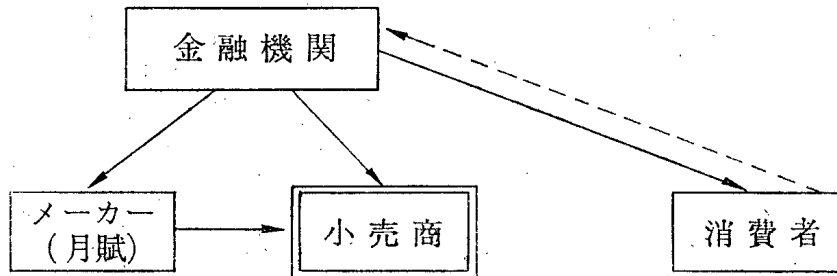 金融機関
メーカー
(月賦)
小売商
消費者